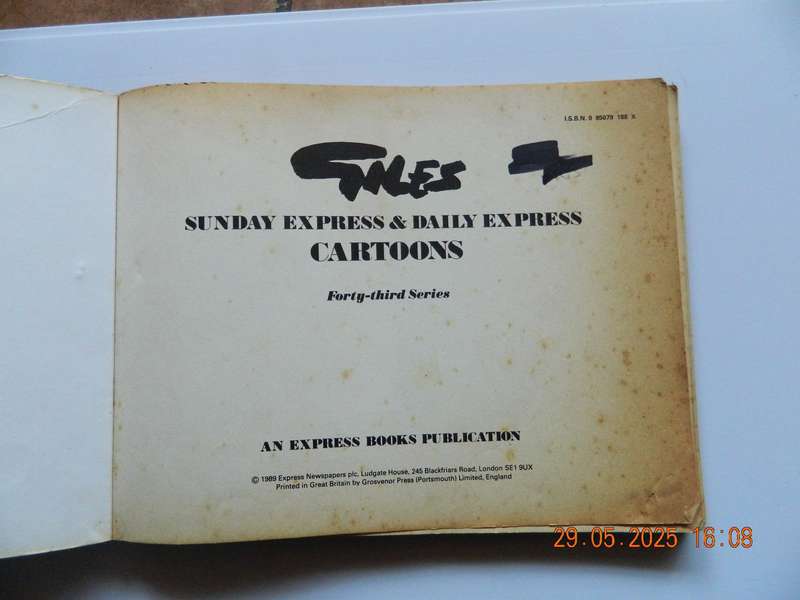 I.S.B.N. 0 85079 188 X
GILES
SUNDAY EXPRESS & DAILY EXPRESS
CARTOONS
Forty-third Series
AN EXPRESS BOOKS PUBLICATION
© 1989 Express Newspapers plc, Ludgate House, 245 Blackfriars Road, London SE1 9UX
Printed in Great Britain by Grosvenor Press (Portsmouth) Limited, England
29.05.2025 16:08